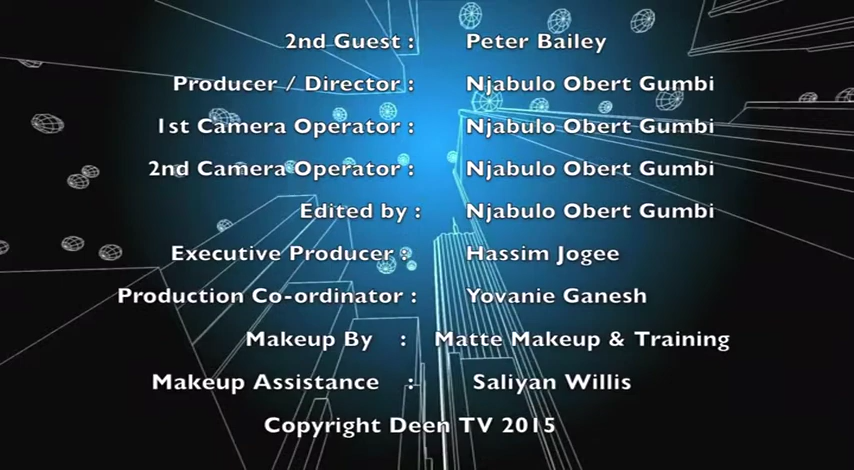 2nd Guest : Peter Bailey
Producer / Director : Njabulo Obert Gumbi
1st Camera Operator : Njabulo Obert Gumbi
2nd Camera Operator : Njabulo Obert Gumbi
Edited by : Njabulo Obert Gumbi
Executive Producer : Hassim Jogee
Production Co-ordinator : Yovanie Ganesh
Makeup By : Matte Makeup & Training
Makeup Assistance : Saliyan Willis
Copyright Deen TV 2015